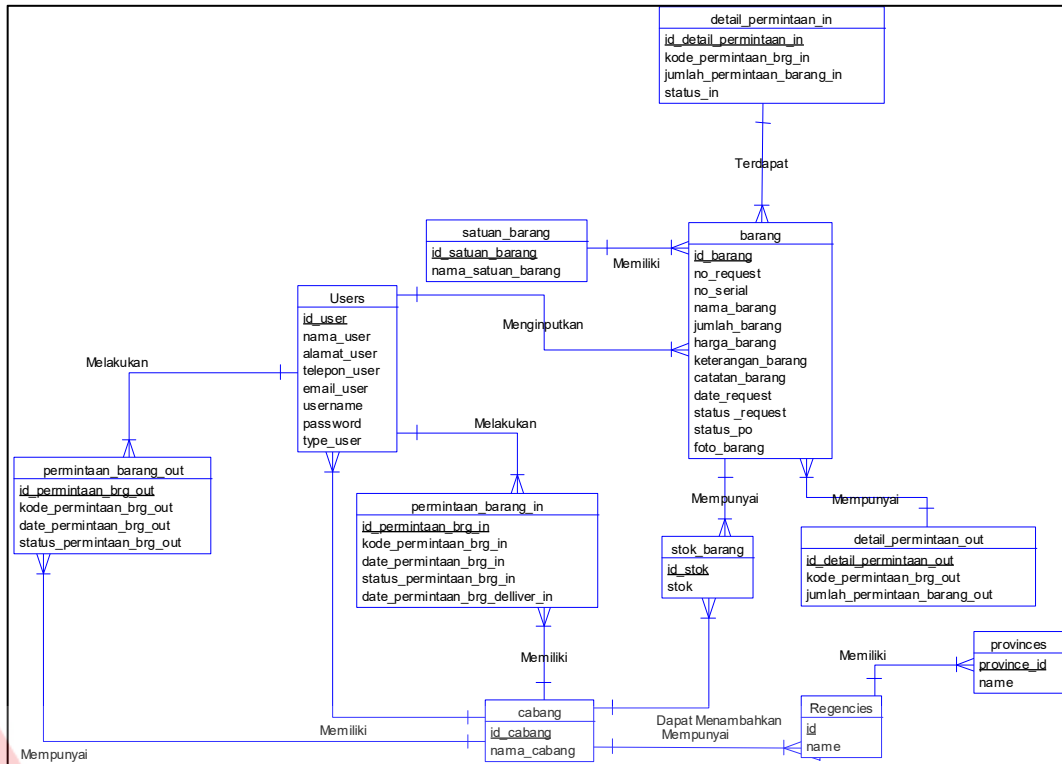 detail_permintaan_in
id_detail_permintaan_in
kode_permintaan_brg_in
jumlah_permintaan_barang_in
status_in
Terdapat
satuan_barang
id_satuan_barang
nama_satuan_barang
Memiliki
barang
id_barang
no_request
no_serial
nama_barang
jumlah_barang
harga_barang
keterangan_barang
catatan_barang
date_request
status _request
status_po
foto_barang
Users
id_user
nama_user
alamat_user
telepon_user
email_user
username
password
type_user
Menginputkan
Melakukan
Melakukan
permintaan_barang_out
id_permintaan_brg_out
kode_permintaan_brg_out
date_permintaan_brg_out
status_permintaan_brg_out
permintaan_barang_in
id_permintaan_brg_in
kode_permintaan_brg_in
date_permintaan_brg_in
status_permintaan_brg_in
date_permintaan_brg_delliver_in
Mempunyai
Mempunyai
stok_barang
id_stok
stok
detail_permintaan_out
id_detail_permintaan_out
kode_permintaan_brg_out
jumlah_permintaan_barang_out
provinces
province_id
name
Memiliki
Memiliki
Regencies
id
name
cabang
id_cabang
nama_cabang
Dapat Menambahkan
Mempunyai
Memiliki
Mempunyai